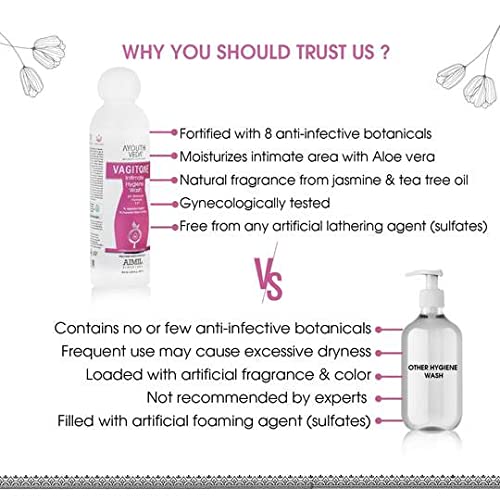 WHY YOU SHOULD TRUST US ?
AYOUTH
VEDA
VAGITONE
Intimate
Hygiene
Wash
AIMIL
Fortified with 8 anti-infective botanicals
Moisturizes intimate area with Aloe vera
Natural fragrance from jasmine & tea tree oil
Gynecologically tested
Free from any artificial lathering agent (sulfates)
VS
Contains no or few anti-infective botanicals
Frequent use may cause excessive dryness
Loaded with artificial fragrance & color
Not recommended by experts
Filled with artificial foaming agent (sulfates)
OTHER HYGIENE
WASH